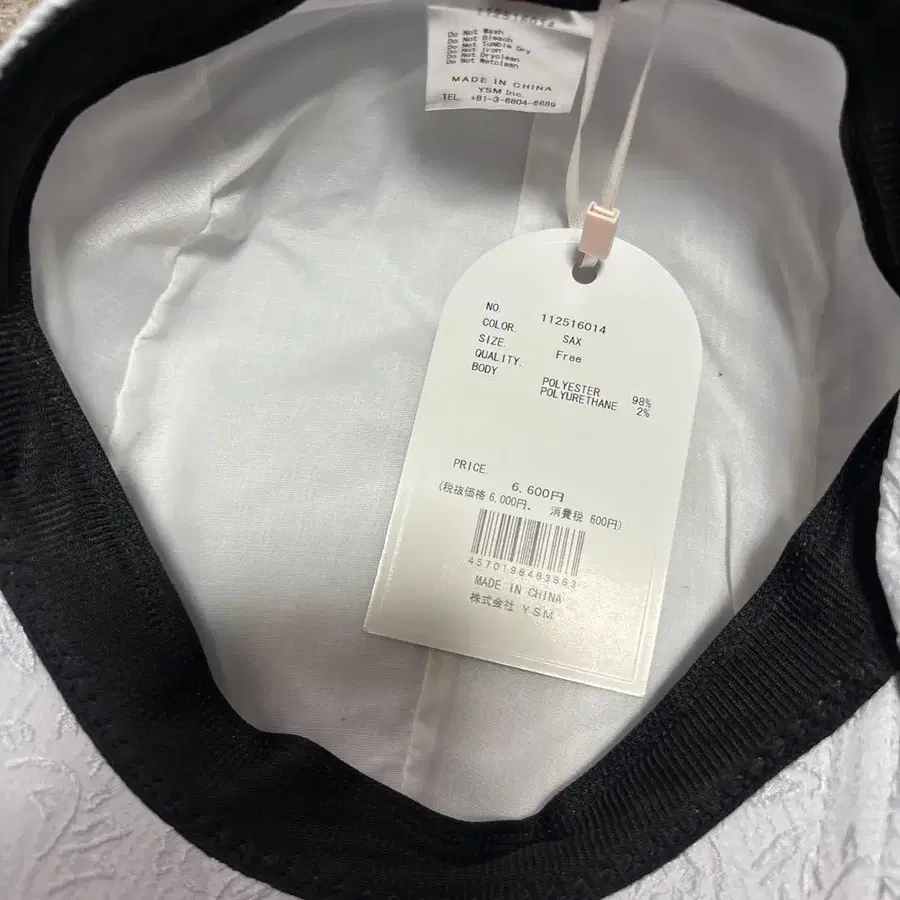 112516014
Do Not Wash
Do Not Bleach
Do Not Tumble Dry
Do Not Iron
Do Not Dryclean
Do Not Wetclean
MADE IN CHINA
YSM Inc.
TEL. +81-3-6804-6689
NO. 112516014
COLOR. SAX
SIZE. Free
QUALITY.
BODY POLYESTER 98%
POLYURETHANE 2%
PRICE.
6,600円
(税抜価格 6,000円、 消費税 600円)
4570198483863
MADE IN CHINA
株式会社 YSM